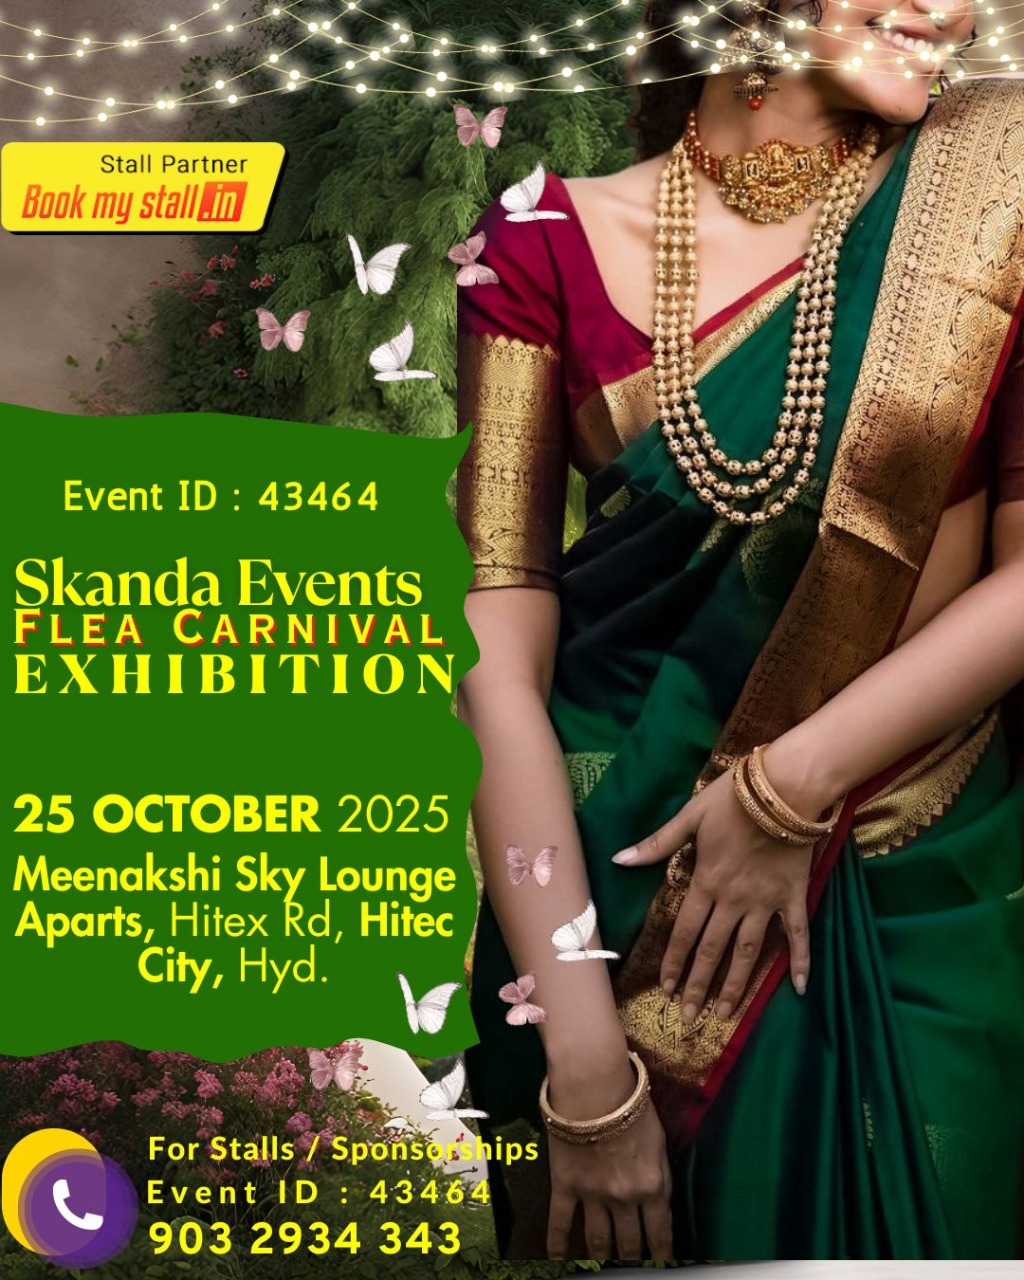 Stall Partner
Book my stall.in
Event ID : 43464
Skanda Events
FLEA CARNIVAL
EXHIBITION
25 OCTOBER 2025
Meenakshi Sky Lounge
Aparts, Hitex Rd, Hitec
City, Hyd.
For Stalls / Sponsorships
Event ID : 43464
903 2934 343